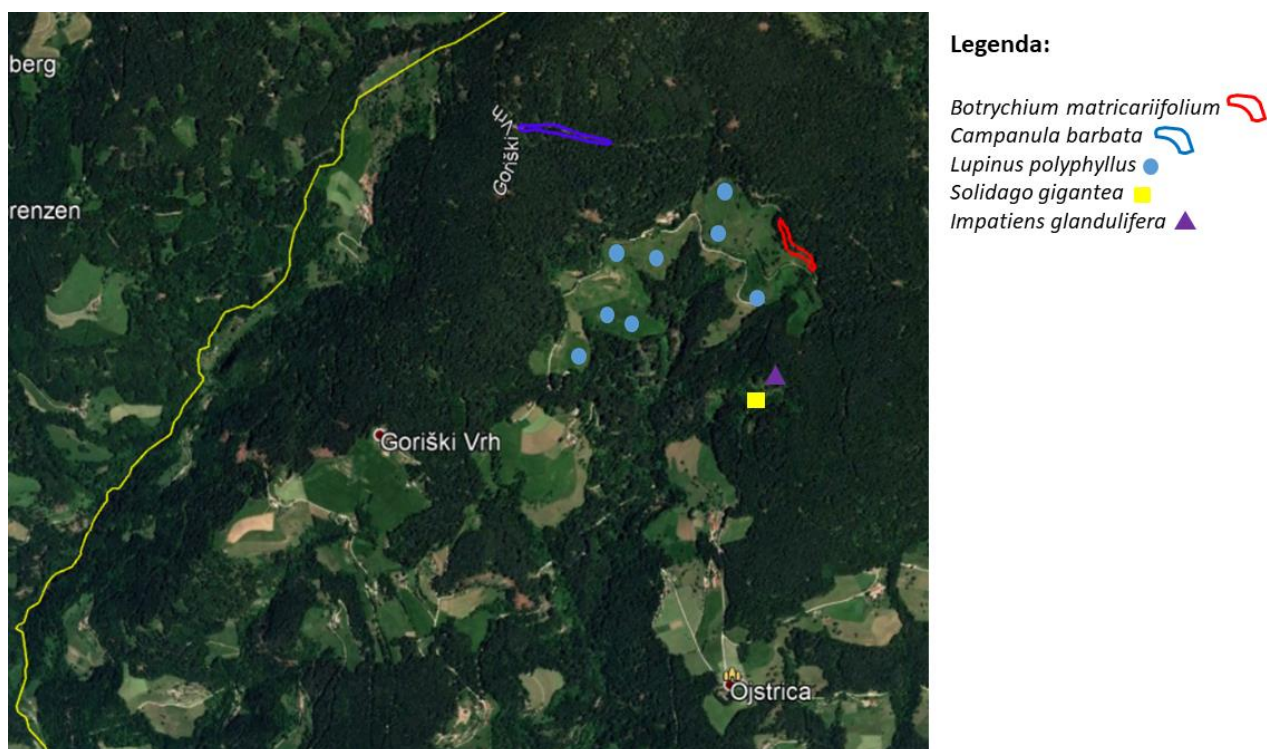 berg
renzen
Goriški Vrh
Goriški Vrh
Ojstrica
Legenda:
Botrychium matricariifolium
Campanula barbata
Lupinus polyphyllus
Solidago gigantea
Impatiens glandulifera